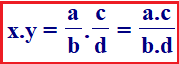 x.y = a/b . c/d = a.c/b.d